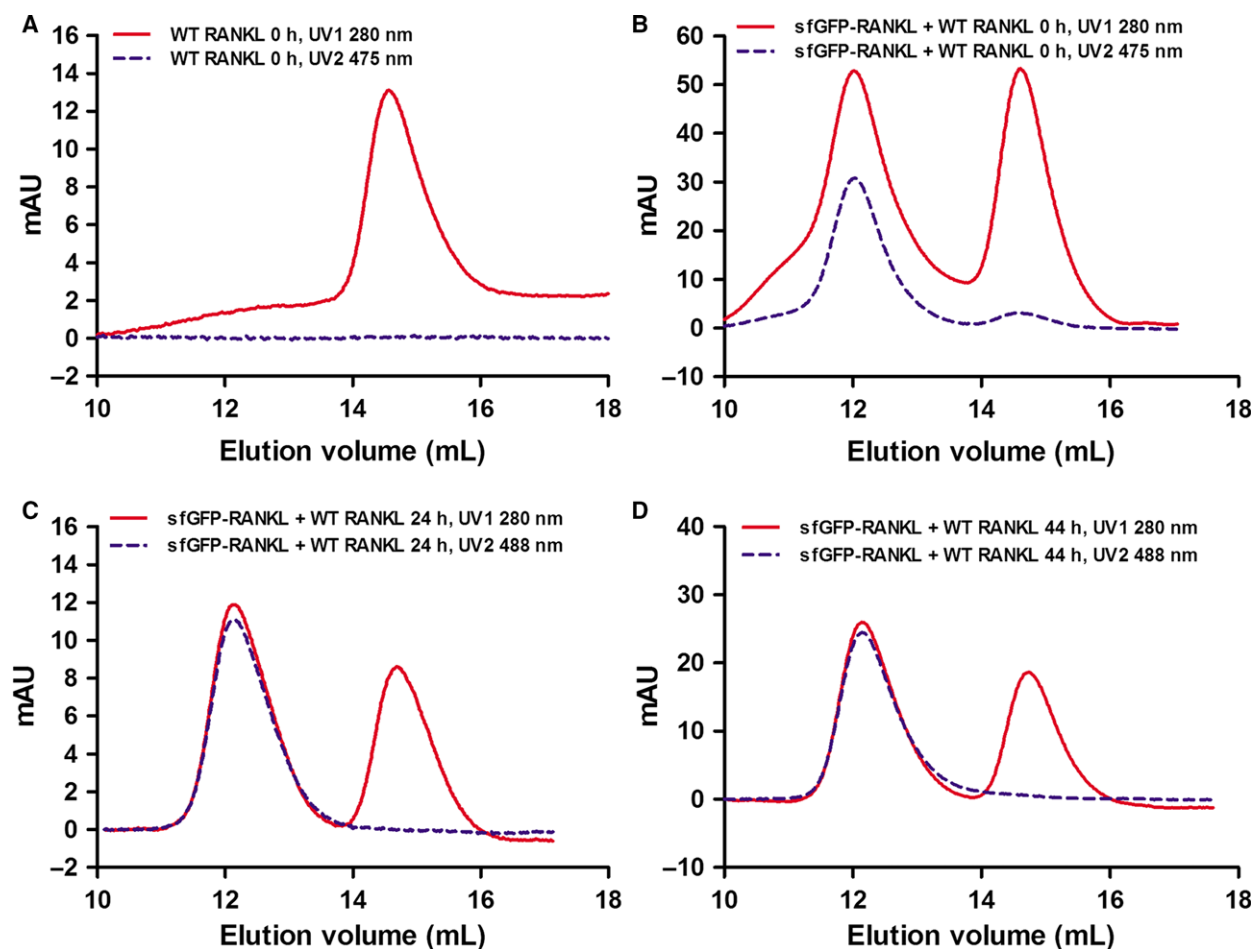 A
WT RANKL 0 h, UV1 280 nm
WT RANKL 0 h, UV2 475 nm
mAU
16
14
12
10
8
6
4
2
0
–2
10 12 14 16 18
Elution volume (mL)
B
sfGFP-RANKL + WT RANKL 0 h, UV1 280 nm
sfGFP-RANKL + WT RANKL 0 h, UV2 475 nm
mAU
60
50
40
30
20
10
0
–10
10 12 14 16 18
Elution volume (mL)
C
sfGFP-RANKL + WT RANKL 24 h, UV1 280 nm
sfGFP-RANKL + WT RANKL 24 h, UV2 488 nm
mAU
16
14
12
10
8
6
4
2
0
–2
10 12 14 16 18
Elution volume (mL)
D
sfGFP-RANKL + WT RANKL 44 h, UV1 280 nm
sfGFP-RANKL + WT RANKL 44 h, UV2 488 nm
mAU
40
30
20
10
0
–10
10 12 14 16 18
Elution volume (mL)